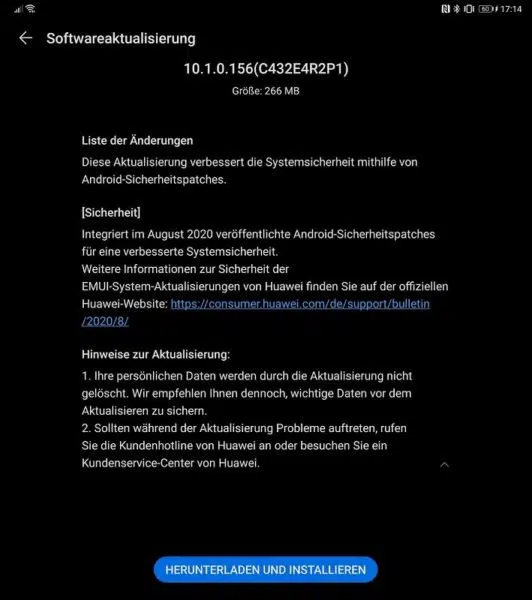 60 17:14
Softwareaktualisierung
10.1.0.156(C432E4R2P1)
Größe: 266 MB
Liste der Änderungen
Diese Aktualisierung verbessert die Systemsicherheit mithilfe von
Android-Sicherheitspatches.
[Sicherheit]
Integriert im August 2020 veröffentlichte Android-Sicherheitspatches
für eine verbesserte Systemsicherheit.
Weitere Informationen zur Sicherheit der
EMUI-System-Aktualisierungen von Huawei finden Sie auf der offiziellen
Huawei-Website: https://consumer.huawei.com/de/support/bulletin
/2020/8/
Hinweise zur Aktualisierung:
1. Ihre persönlichen Daten werden durch die Aktualisierung nicht
gelöscht. Wir empfehlen Ihnen dennoch, wichtige Daten vor dem
Aktualisieren zu sichern.
2. Sollten während der Aktualisierung Probleme auftreten, rufen
Sie die Kundenhotline von Huawei an oder besuchen Sie ein
Kundenservice-Center von Huawei.
HERUNTERLADEN UND INSTALLIEREN